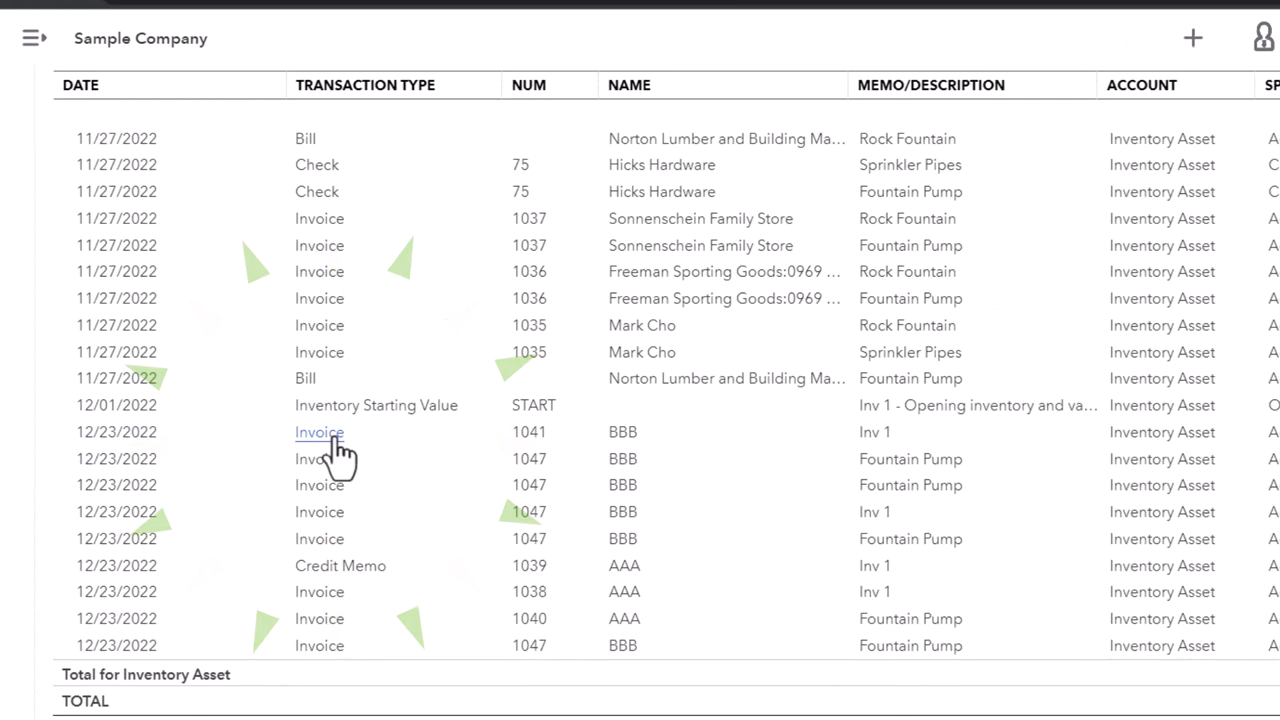 Sample Company
DATE TRANSACTION TYPE NUM NAME MEMO/DESCRIPTION ACCOUNT SP
11/27/2022 Bill Norton Lumber and Building Ma... Rock Fountain Inventory Asset A
11/27/2022 Check 75 Hicks Hardware Sprinkler Pipes Inventory Asset C
11/27/2022 Check 75 Hicks Hardware Fountain Pump Inventory Asset C
11/27/2022 Invoice 1037 Sonnenschein Family Store Rock Fountain Inventory Asset A
11/27/2022 Invoice 1037 Sonnenschein Family Store Fountain Pump Inventory Asset A
11/27/2022 Invoice 1036 Freeman Sporting Goods:0969 ... Rock Fountain Inventory Asset A
11/27/2022 Invoice 1036 Freeman Sporting Goods:0969 ... Fountain Pump Inventory Asset A
11/27/2022 Invoice 1035 Mark Cho Rock Fountain Inventory Asset A
11/27/2022 Invoice 1035 Mark Cho Sprinkler Pipes Inventory Asset A
11/27/2022 Bill Norton Lumber and Building Ma... Fountain Pump Inventory Asset A
12/01/2022 Inventory Starting Value START Inv 1 - Opening inventory and va... Inventory Asset O
12/23/2022 Invoice 1041 BBB Inv 1 Inventory Asset A
12/23/2022 Invoice 1047 BBB Fountain Pump Inventory Asset A
12/23/2022 Invoice 1047 BBB Fountain Pump Inventory Asset A
12/23/2022 Invoice 1047 BBB Inv 1 Inventory Asset A
12/23/2022 Invoice 1047 BBB Fountain Pump Inventory Asset A
12/23/2022 Credit Memo 1039 AAA Inv 1 Inventory Asset A
12/23/2022 Invoice 1038 AAA Inv 1 Inventory Asset A
12/23/2022 Invoice 1040 AAA Fountain Pump Inventory Asset A
12/23/2022 Invoice 1047 BBB Fountain Pump Inventory Asset A
Total for Inventory Asset
TOTAL